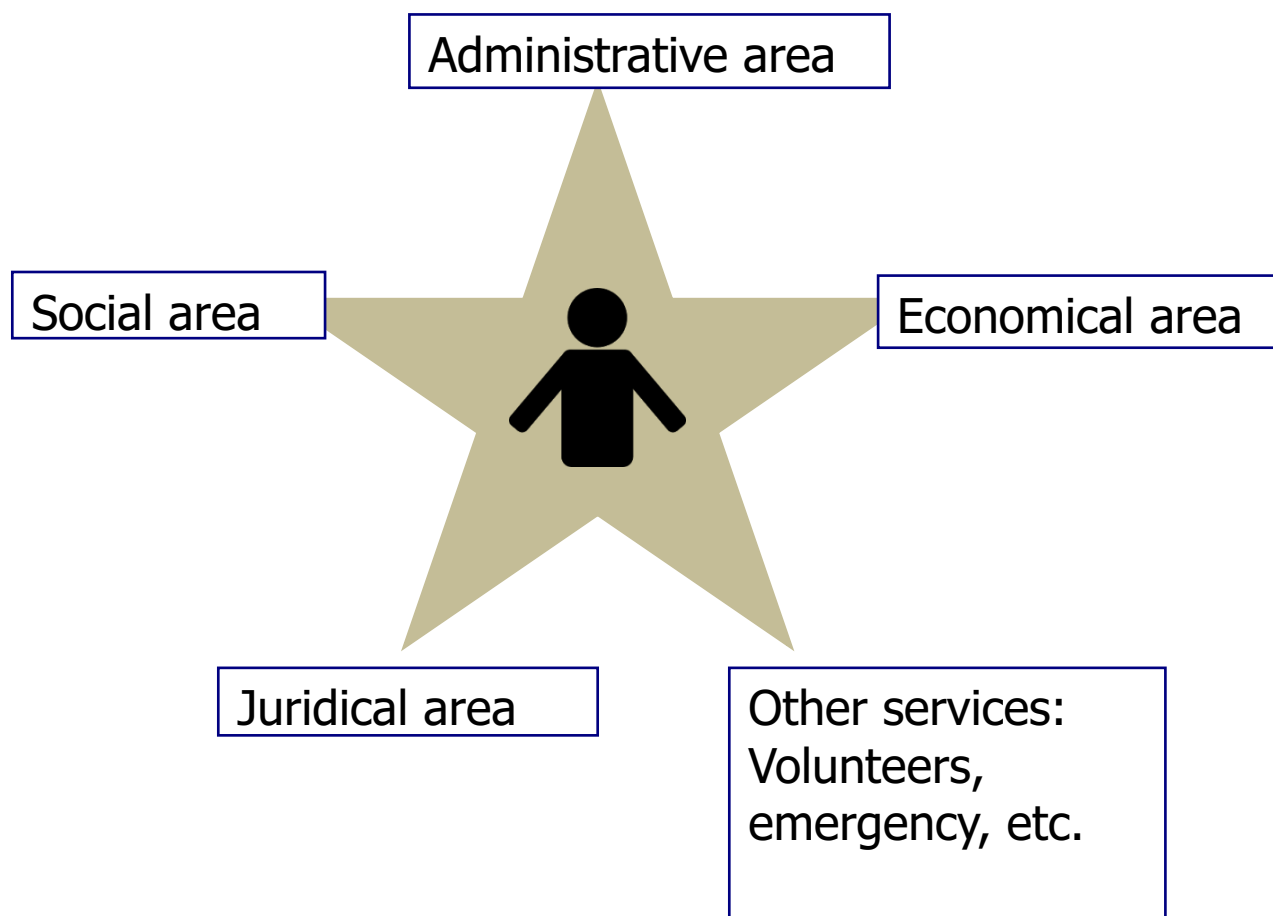 Administrative area
Social area
Economical area
Juridical area
Other services:
Volunteers,
emergency, etc.